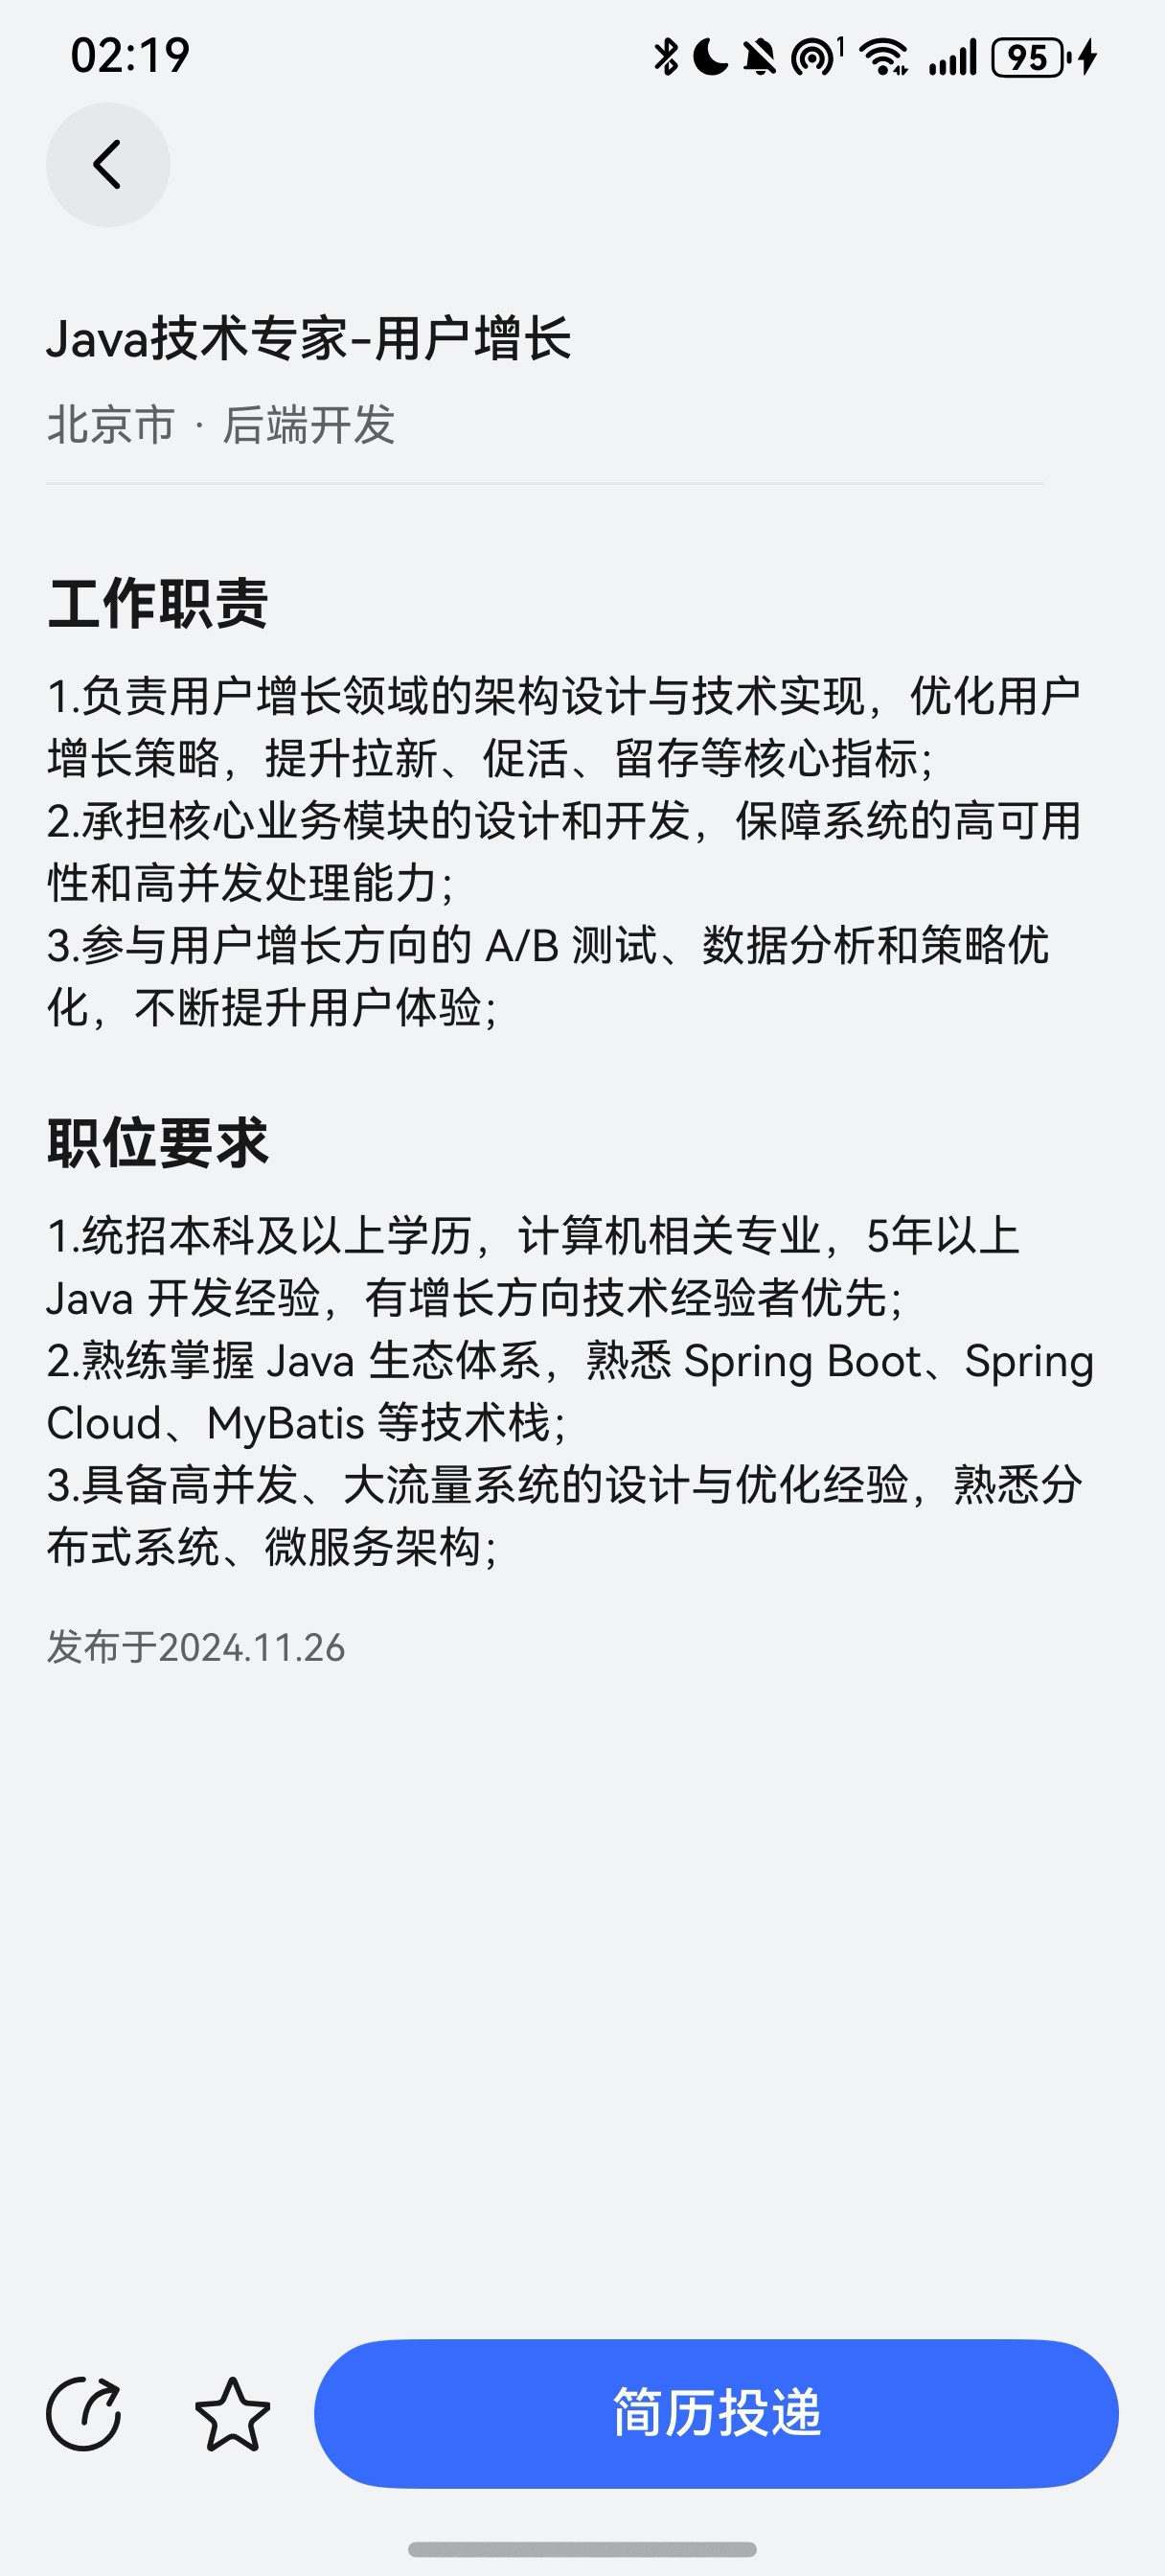 02:19
1
95
Java技术专家-用户增长
北京市 · 后端开发
工作职责
1.负责用户增长领域的架构设计与技术实现，优化用户
增长策略，提升拉新、促活、留存等核心指标；
2.承担核心业务模块的设计和开发，保障系统的高可用
性和高并发处理能力；
3.参与用户增长方向的 A/B 测试、数据分析和策略优
化，不断提升用户体验；
职位要求
1.统招本科及以上学历，计算机相关专业，5年以上
Java 开发经验，有增长方向技术经验者优先；
2.熟练掌握 Java 生态体系，熟悉 Spring Boot、Spring
Cloud、MyBatis 等技术栈；
3.具备高并发、大流量系统的设计与优化经验，熟悉分
布式系统、微服务架构；
发布于2024.11.26
简历投递